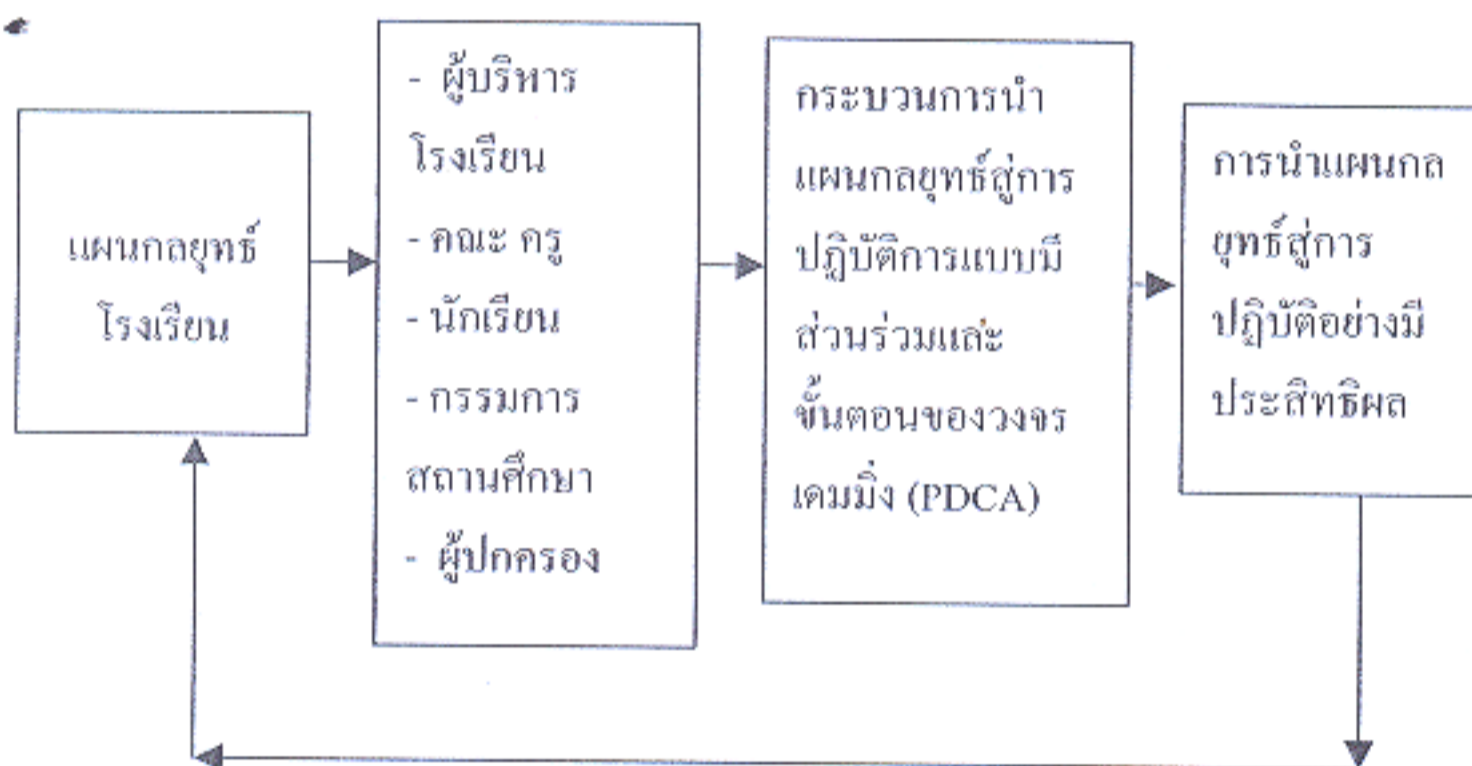 แผนกลยุทธ์
โรงเรียน
- ผู้บริหาร
โรงเรียน
- คณะ ครู
- นักเรียน
- กรรมการ
สถานศึกษา
- ผู้ปกครอง
กระบวนการนำ
แผนกลยุทธ์สู่การ
ปฏิบัติการแบบมี
ส่วนร่วมและ
ขั้นตอนของวงจร
เดมมิ่ง (PDCA)
การนำแผนกล
ยุทธ์สู่การ
ปฏิบัติอย่างมี
ประสิทธิผล